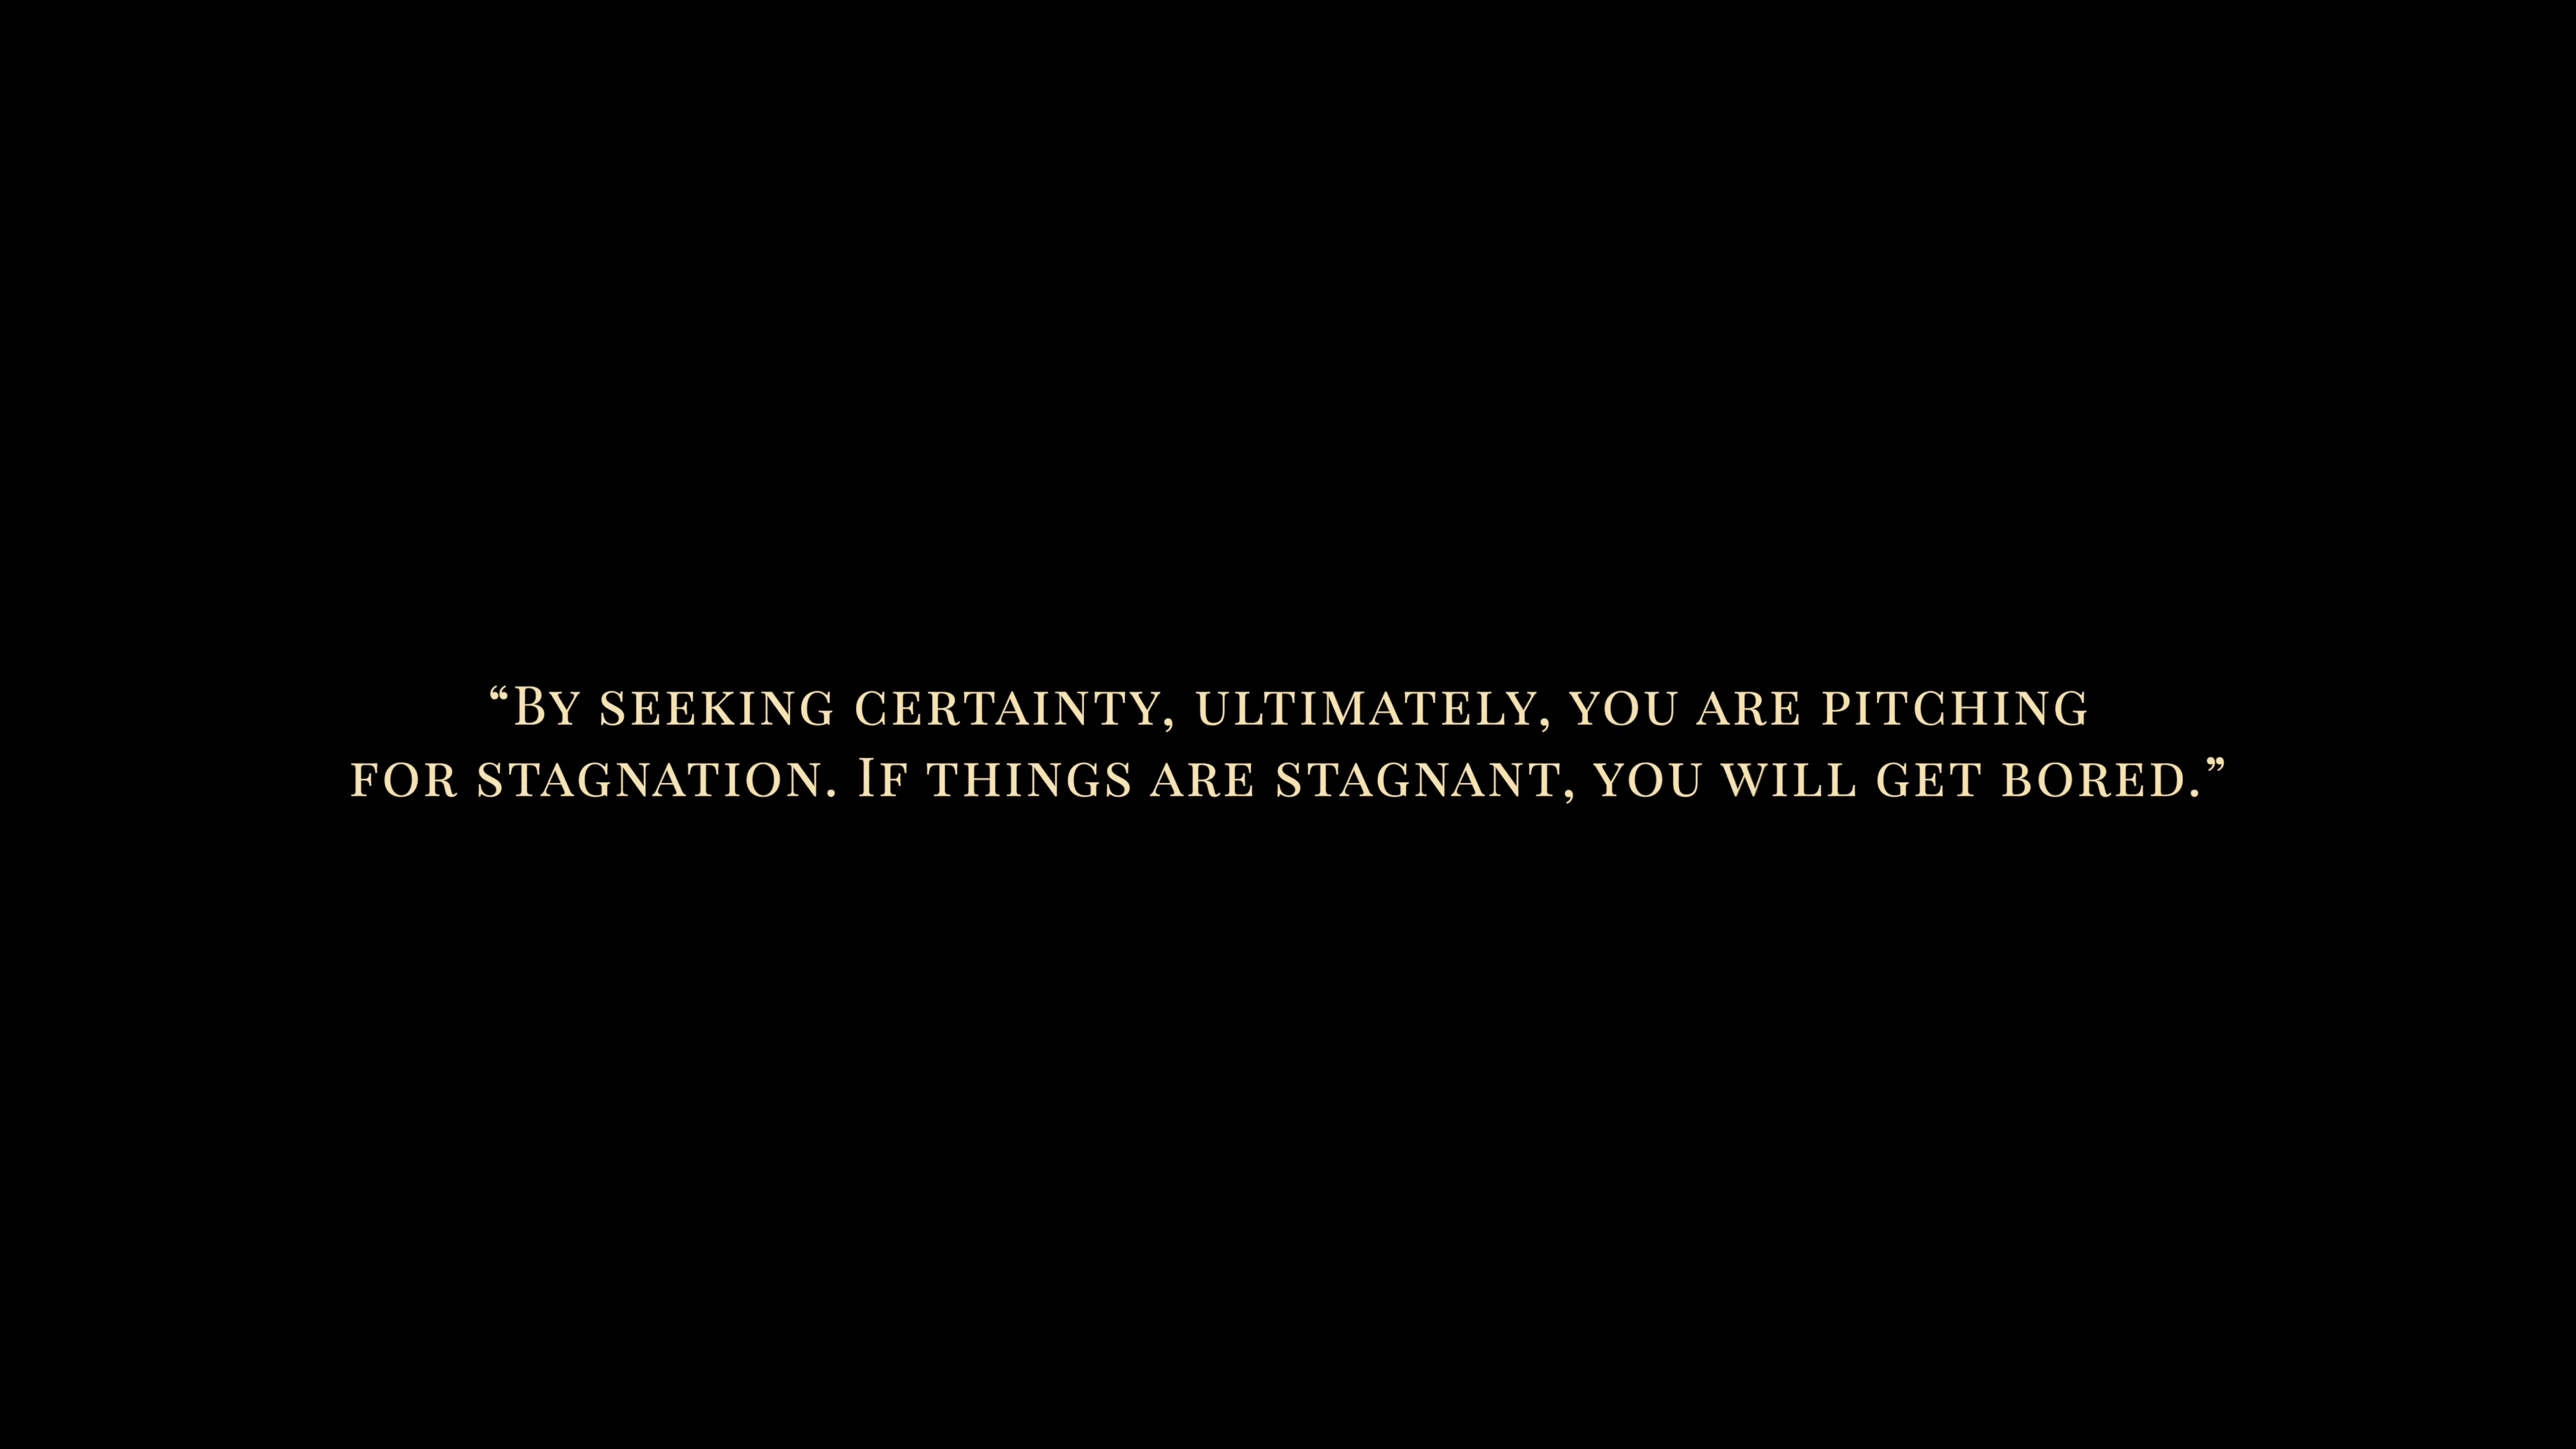 “By seeking certainty, ultimately, you are pitching
for stagnation. If things are stagnant, you will get bored.”